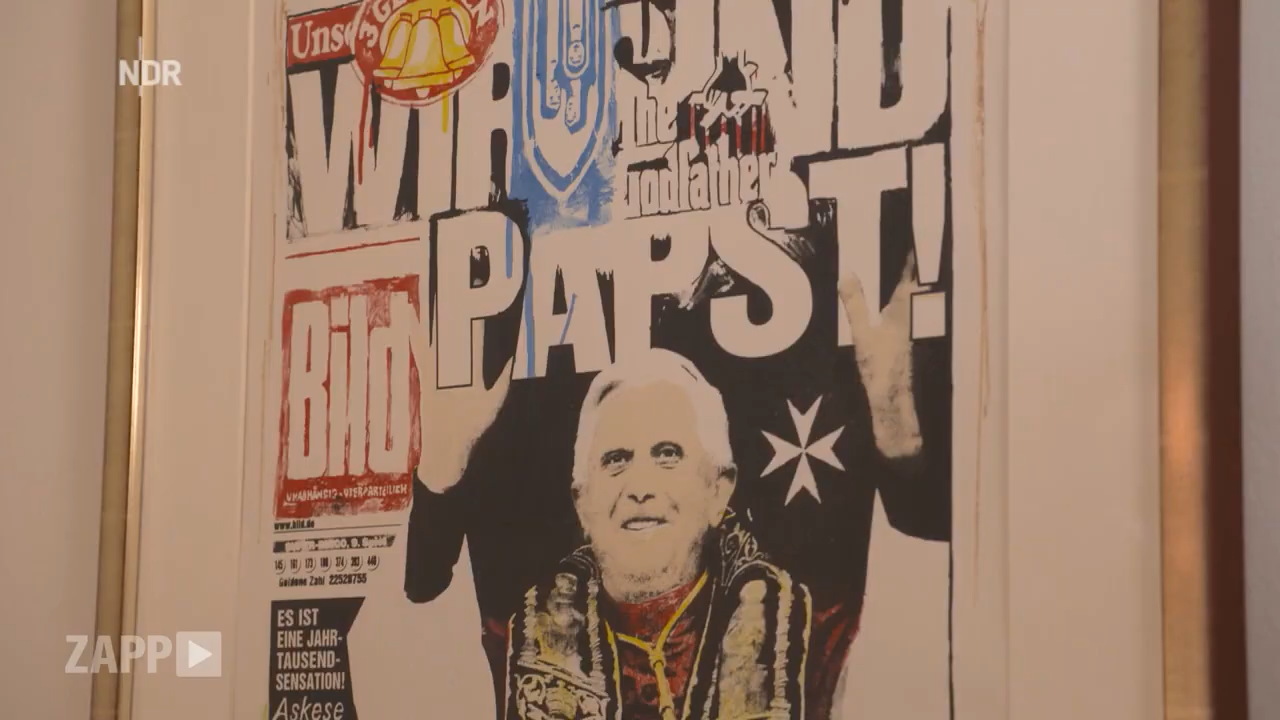 NDR
Uns
WIR SIND
The
Godfather
PAPST!
Bild
UNABHÄNGIG · ÜBERPARTEILICH
www.bild.de
Goldene Zahl 22528755
ES IST
EINE JAHR-
TAUSEND-
SENSATION!
Askese
ZAPP